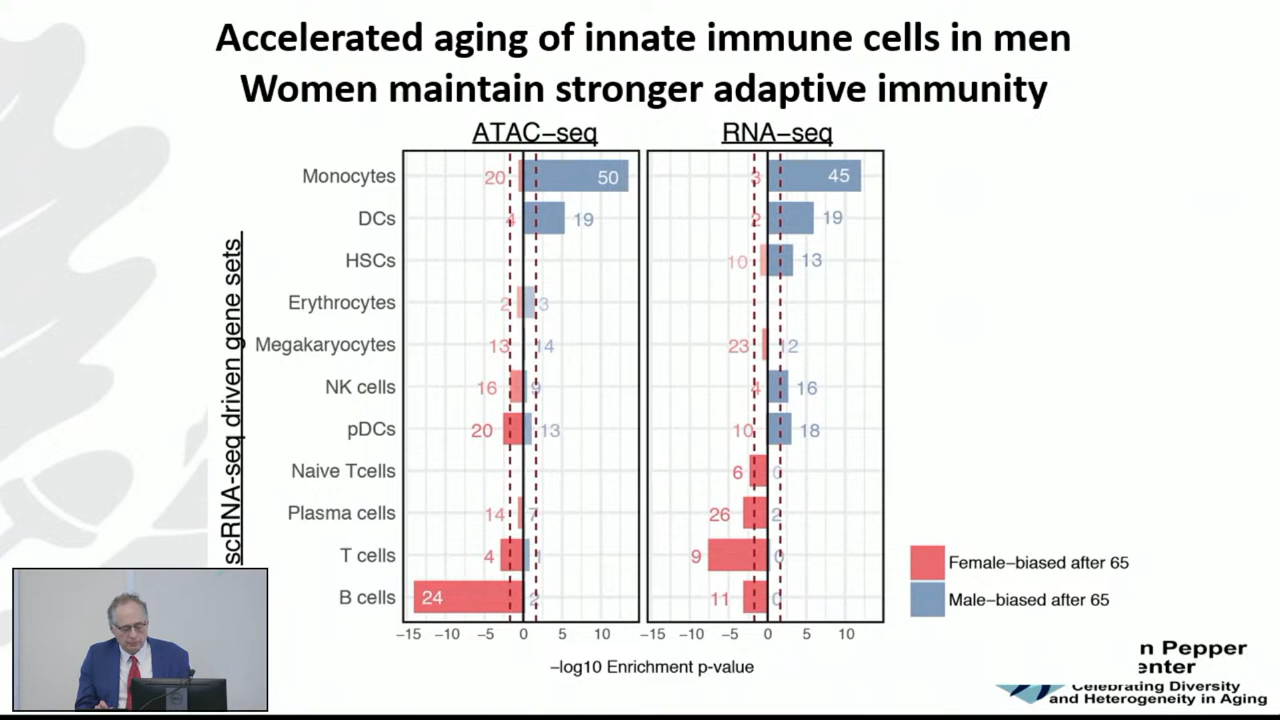 Accelerated aging of innate immune cells in men
Women maintain stronger adaptive immunity
ATAC−seq
RNA−seq
scRNA−seq driven gene sets
Monocytes 20 50 3 45
DCs 4 19 2 19
HSCs 10 13
Erythrocytes 2 3
Megakaryocytes 13 14 23 12
NK cells 16 9 4 16
pDCs 20 13 10 18
Naive Tcells 6 0
Plasma cells 14 7 26 2
T cells 4 1 9 0
B cells 24 2 11 0
−15 −10 −5 0 5 10 −15 −10 −5 0 5 10
−log10 Enrichment p-value
Female−biased after 65
Male−biased after 65
n Pepper
enter
Celebrating Diversity
and Heterogeneity in Aging